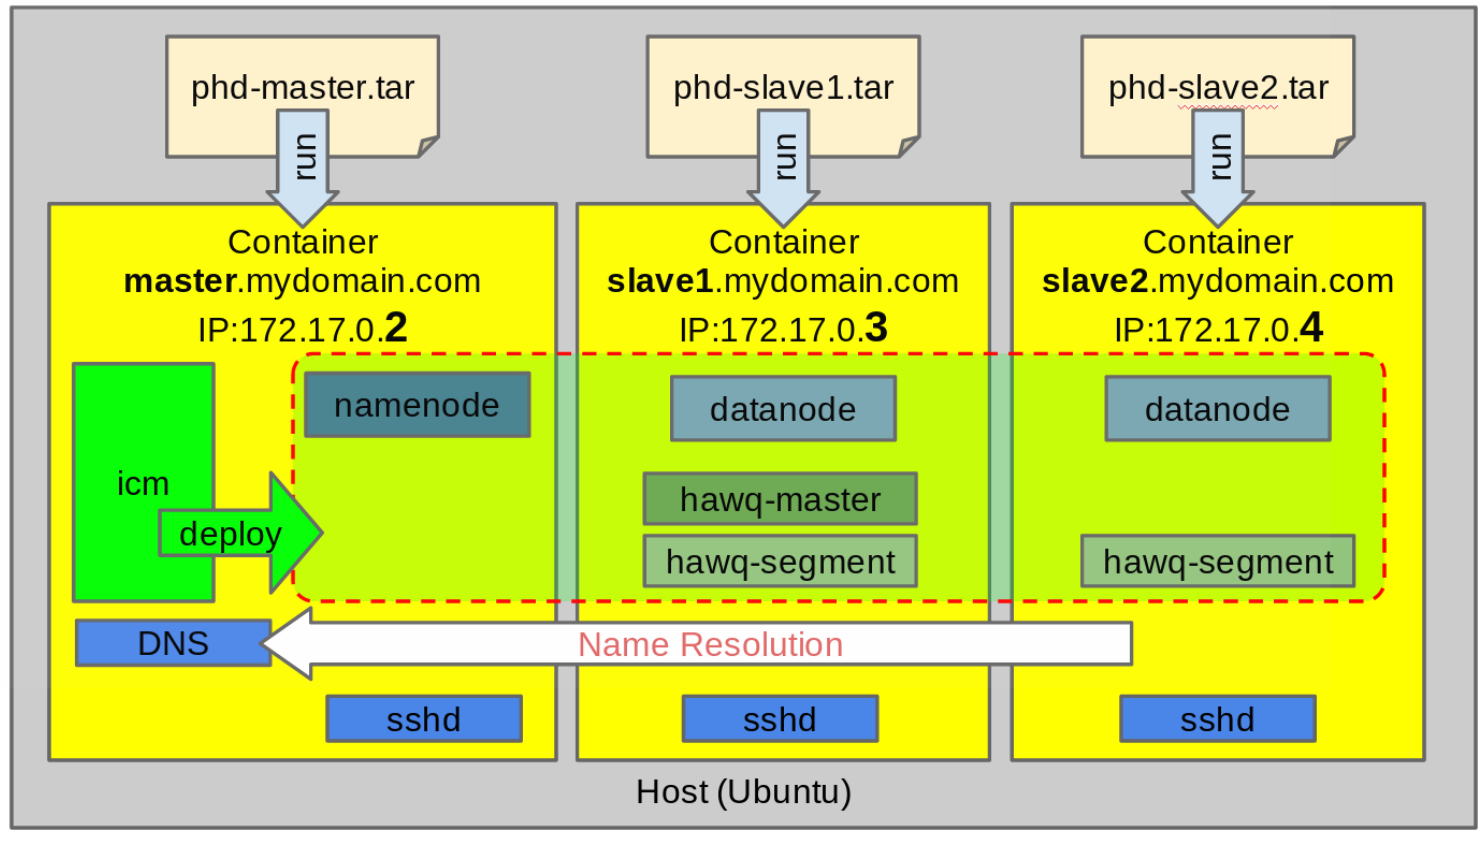 phd-master.tar
phd-slave1.tar
phd-slave2.tar
run
run
run
Container
master.mydomain.com
IP:172.17.0.2
Container
slave1.mydomain.com
IP:172.17.0.3
Container
slave2.mydomain.com
IP:172.17.0.4
icm
deploy
namenode
datanode
datanode
hawq-master
hawq-segment
hawq-segment
DNS
Name Resolution
sshd
sshd
sshd
Host (Ubuntu)